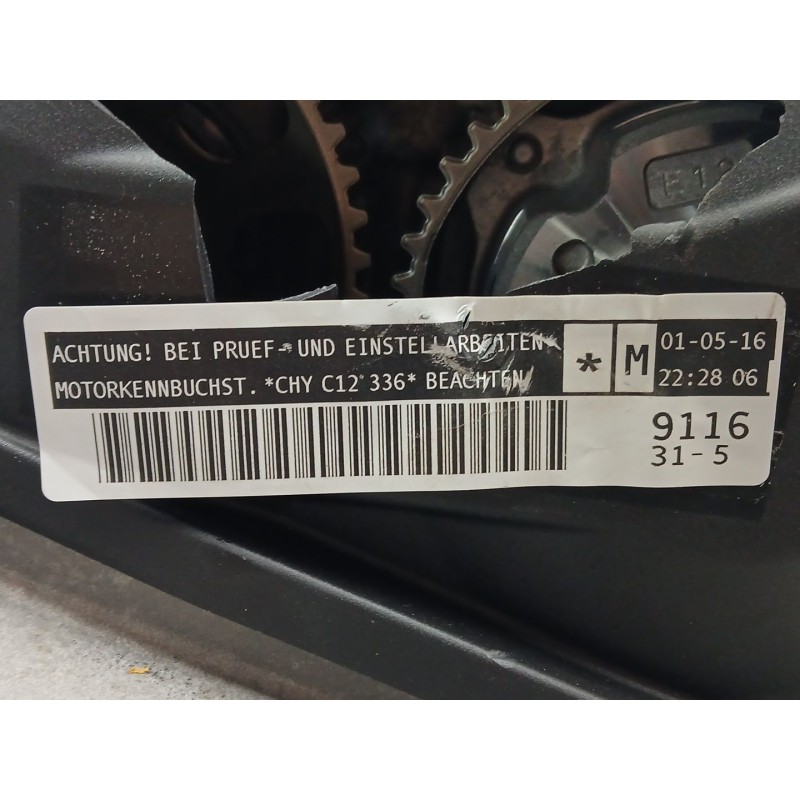 ACHTUNG! BEI PRUEF- UND EINSTELLARBEITEN
MOTORKENNBUCHST. *CHY C12 336* BEACHTEN
* M
01-05-16
22:28 06
9116
31-5